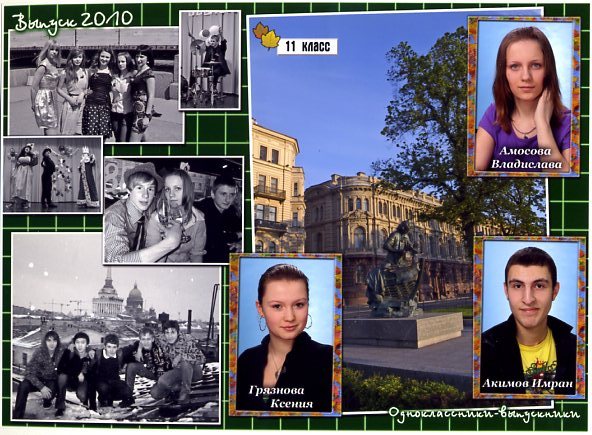 Выпуск 2010
11 класс
Амосова
Владислава
Грязнова
Ксения
Акимов Имран
Одноклассники-выпускники